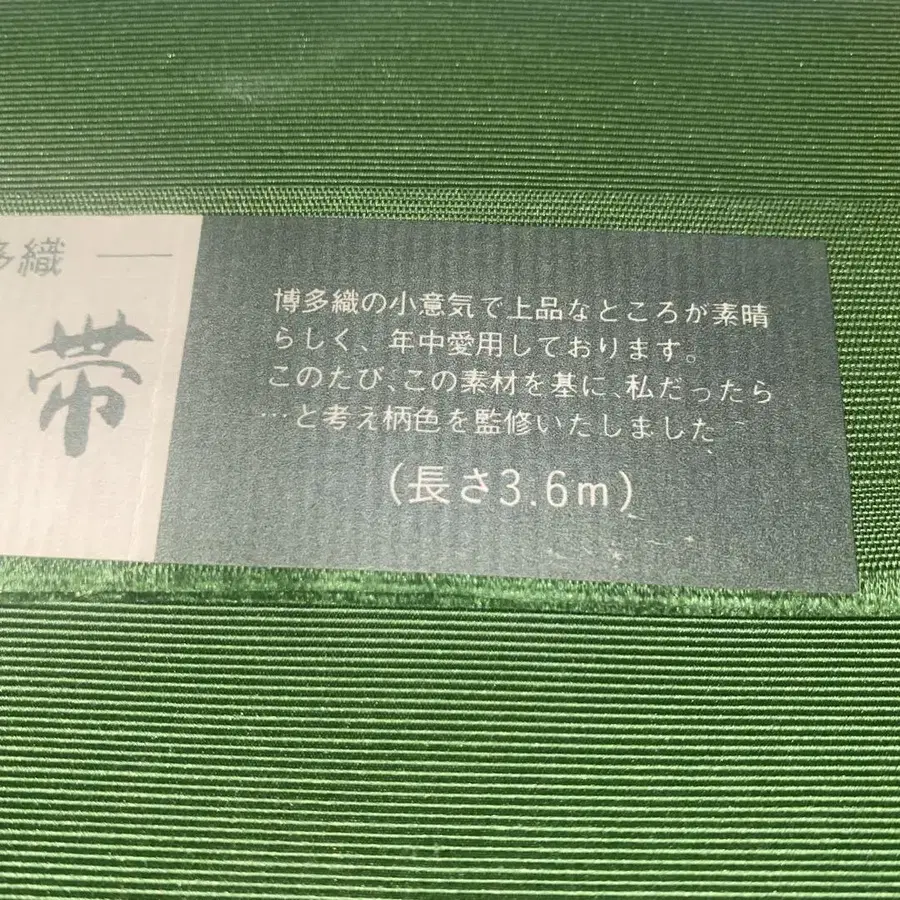 多織
帯
博多織の小意気で上品なところが素晴
らしく、年中愛用しております。
このたび、この素材を基に、私だったら
…と考え柄色を監修いたしました
(長さ3.6m)